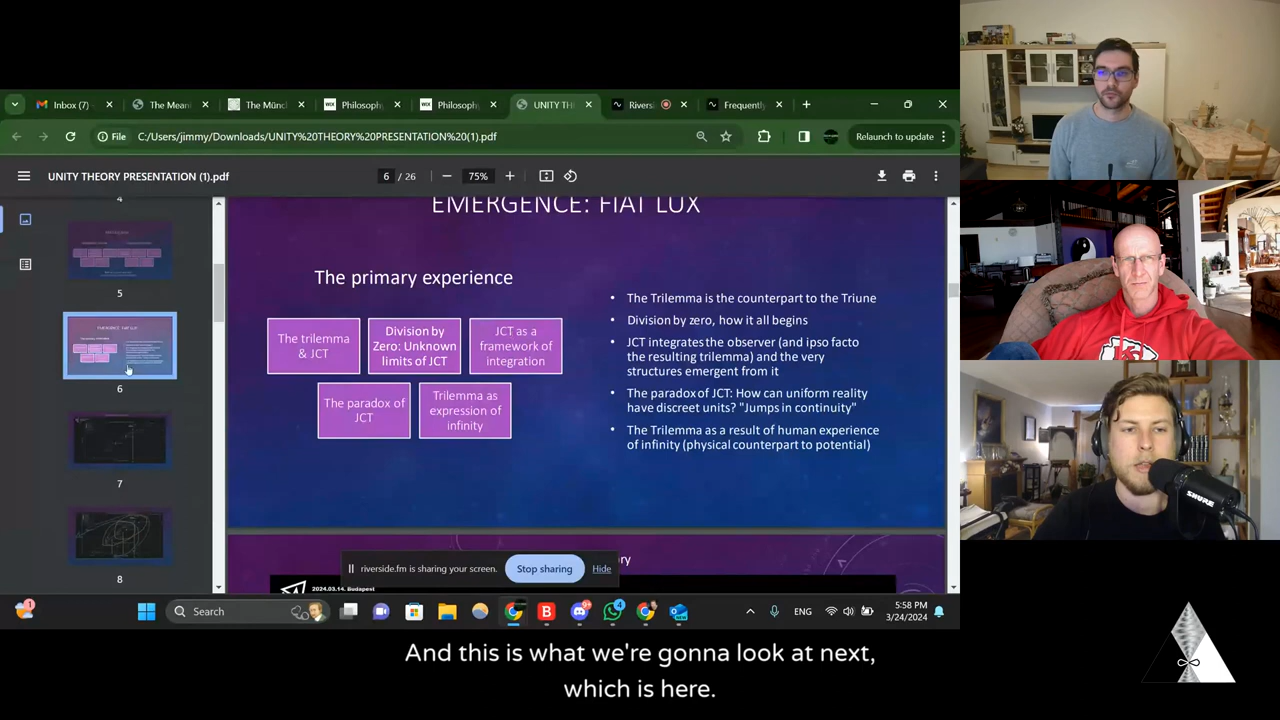 Inbox (7)
The Mean
The Münch
Philosoph
Philosoph
UNITY TH
Rivers
Frequently
File
C:/Users/jimmy/Downloads/UNITY%20THEORY%20PRESENTATION%20(1).pdf
Relaunch to update
UNITY THEORY PRESENTATION (1).pdf
6 / 26
75%
4
5
6
7
8
EMERGENCE: FIAT LUX
The primary experience
The trilemma
& JCT
Division by
Zero: Unknown
limits of JCT
JCT as a
framework of
integration
The paradox of
JCT
Trilemma as
expression of
infinity
• The Trilemma is the counterpart to the Triune
• Division by zero, how it all begins
• JCT integrates the observer (and ipso facto
the resulting trilemma) and the very
structures emergent from it
• The paradox of JCT: How can uniform reality
have discreet units? "Jumps in continuity"
• The Trilemma as a result of human experience
of infinity (physical counterpart to potential)
ry
2024.03.14. Budapest
riverside.fm is sharing your screen.
Stop sharing
Hide
Search
ENG
5:58 PM
3/24/2024
SHURE
And this is what we're gonna look at next,
which is here.